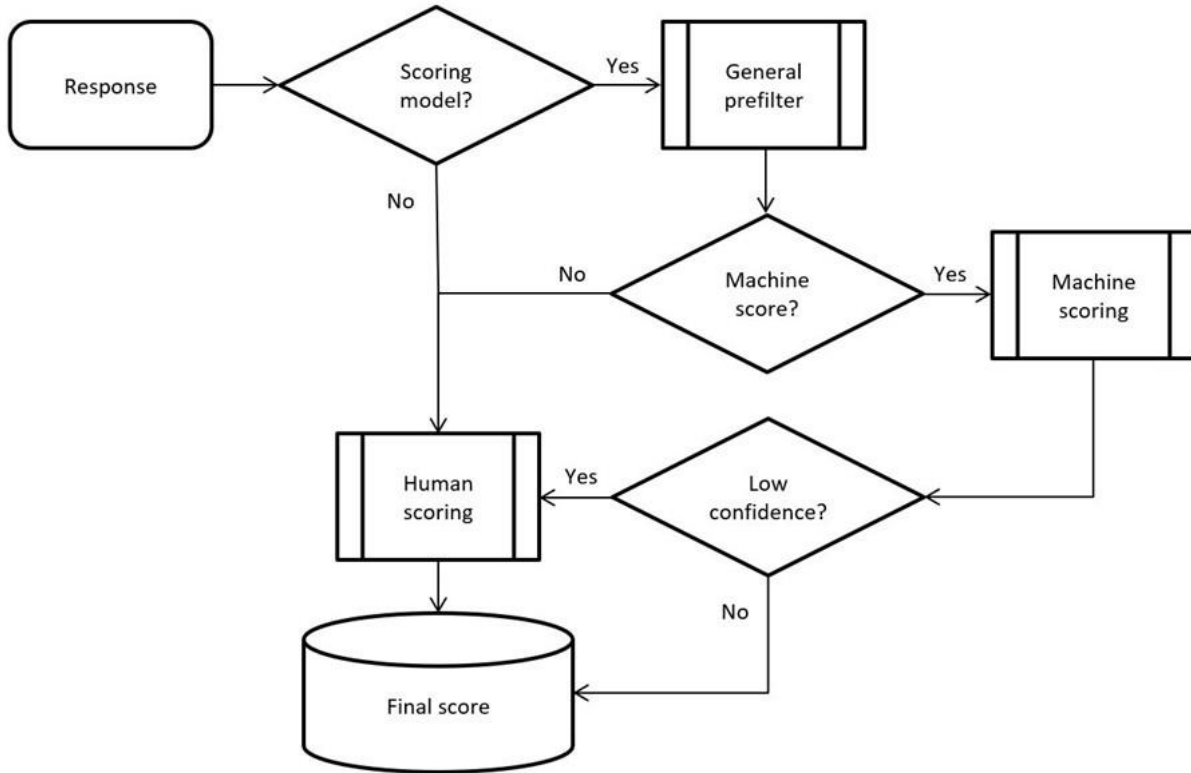 Response
Scoring
model?
Yes
General
prefilter
No
No
Machine
score?
Yes
Machine
scoring
Human
scoring
Yes
Low
confidence?
No
Final score